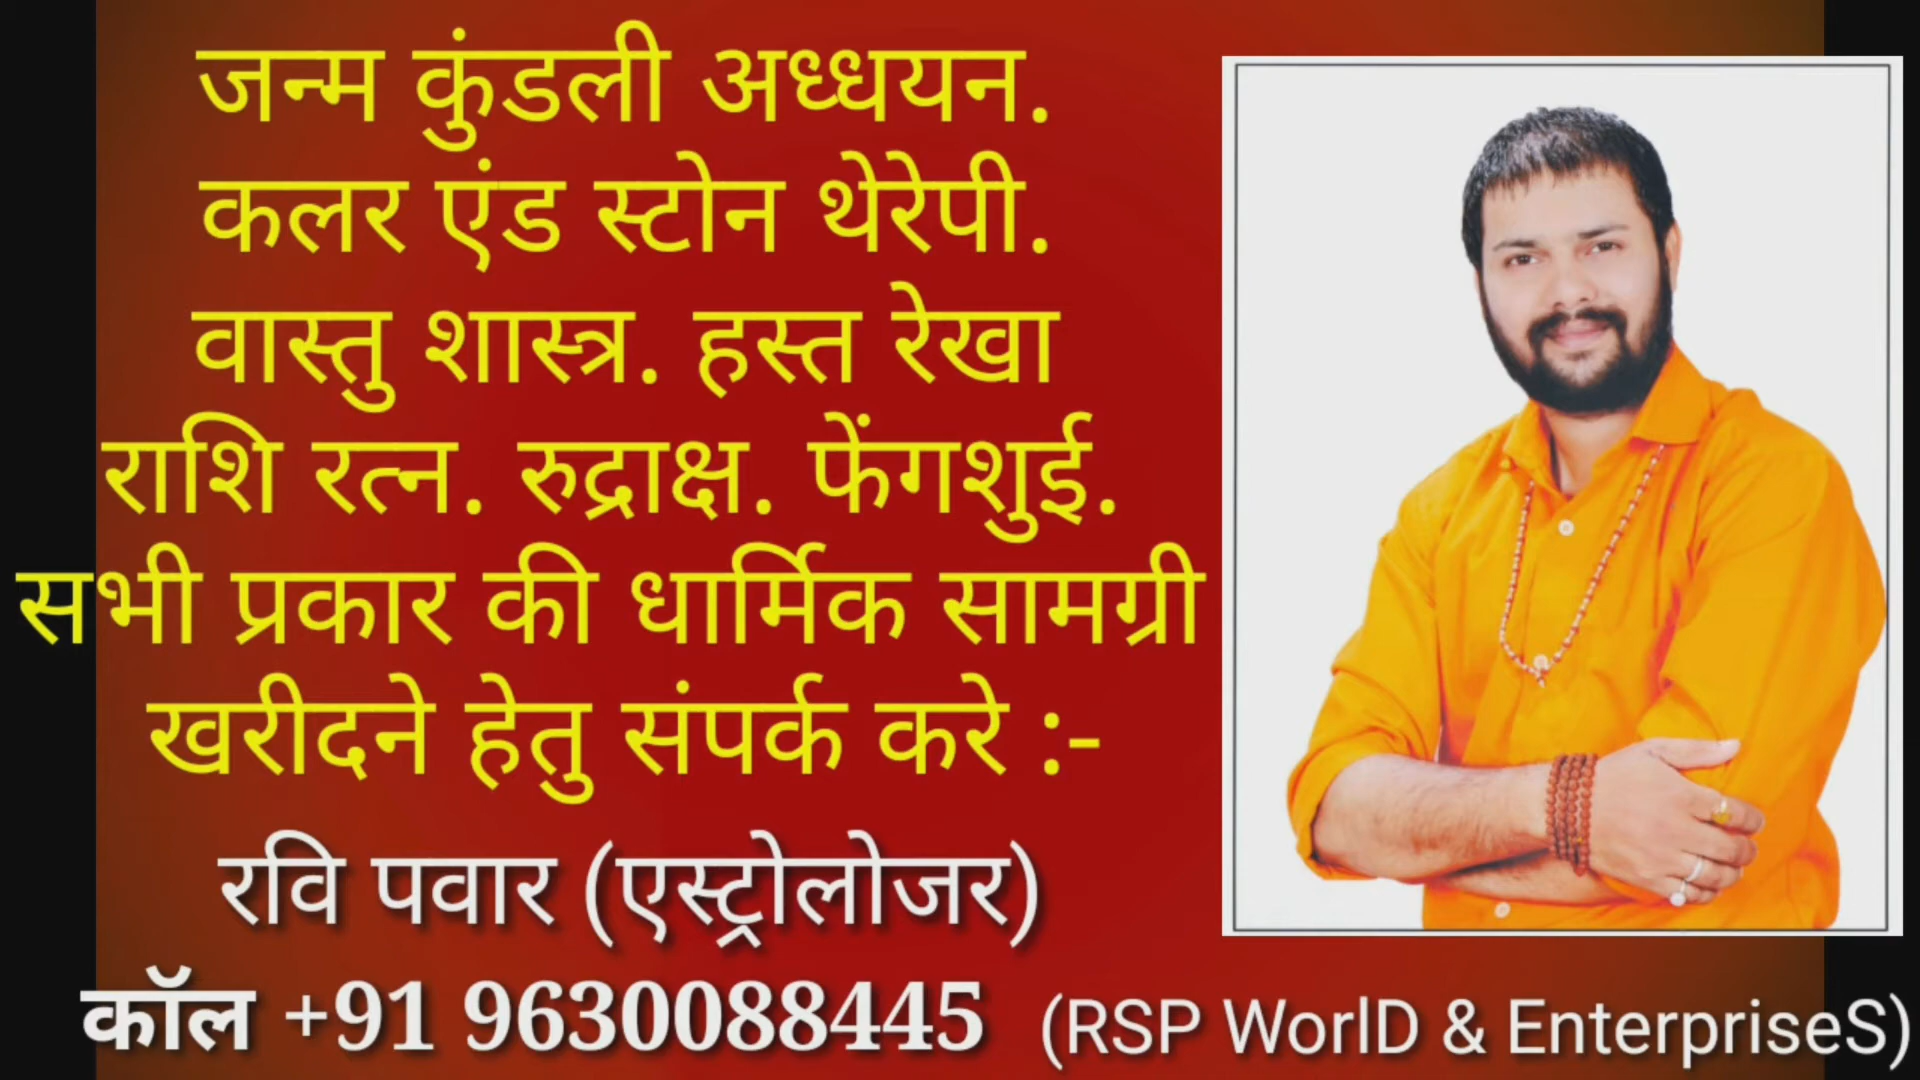 जन्म कुंडली अध्धयन.
कलर एंड स्टोन थेरेपी.
वास्तु शास्त्र. हस्त रेखा
राशि रत्न. रुद्राक्ष. फेंगशुई.
सभी प्रकार की धार्मिक सामग्री
खरीदने हेतु संपर्क करे :-
रवि पवार (एस्ट्रोलोजर)
कॉल +91 9630088445 (RSP WorlD & EnterpriseS)